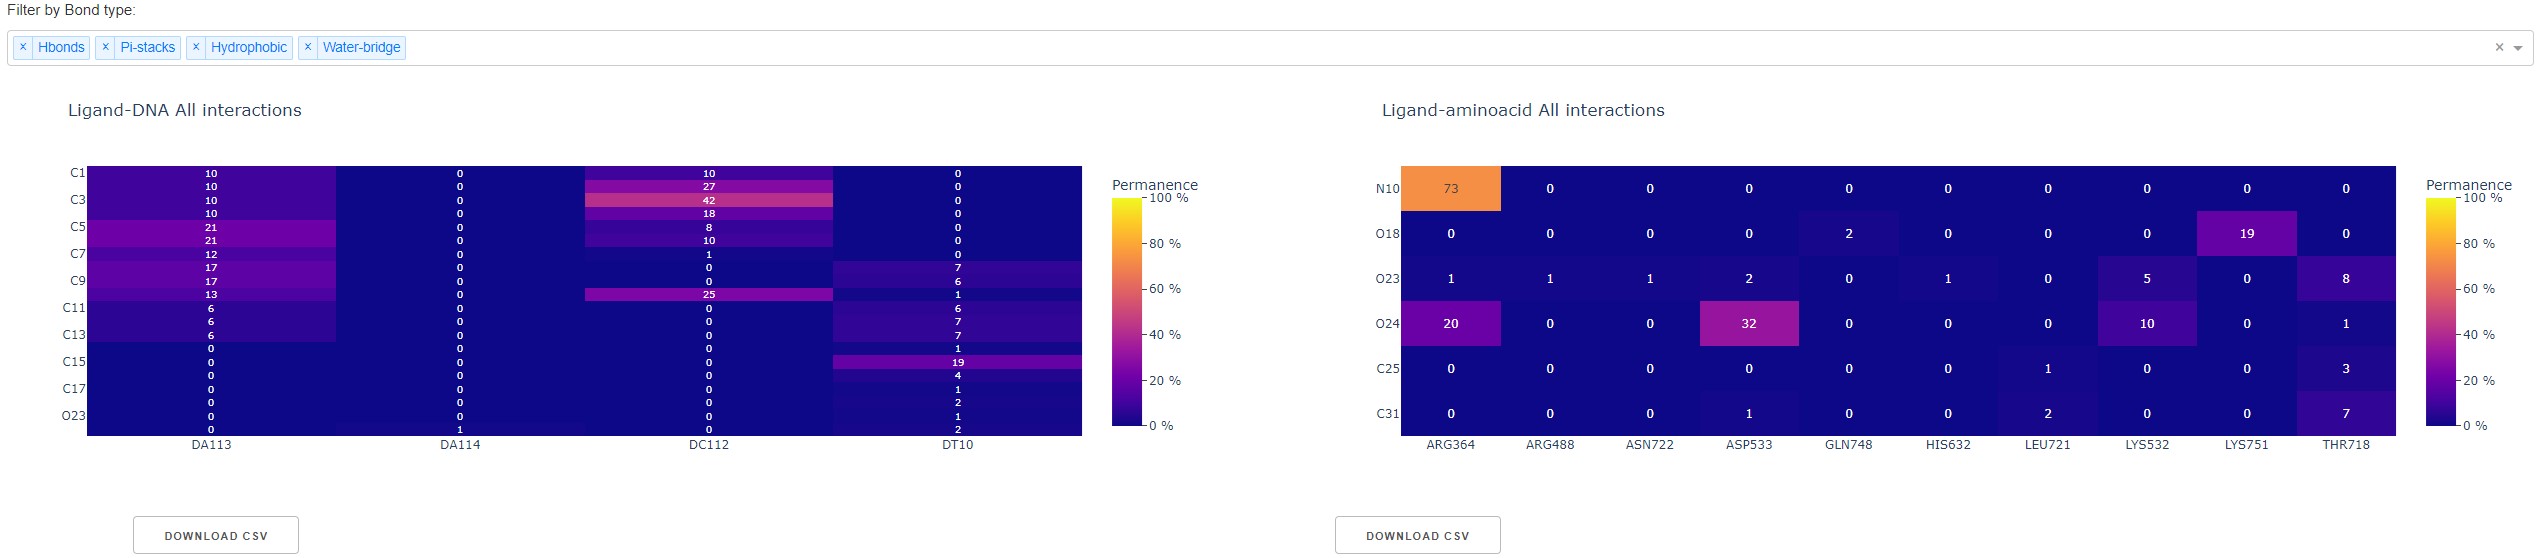 Filter by Bond type:
× Hbonds × Pi-stacks × Hydrophobic × Water-bridge ×
Ligand-DNA All interactions
C1 10 0 10 0
10 0 27 0
C3 10 0 42 0
10 0 18 0
C5 21 0 8 0
21 0 10 0
C7 12 0 1 0
17 0 0 7
C9 17 0 0 6
13 0 25 1
C11 6 0 0 6
6 0 0 7
C13 6 0 0 7
0 0 0 1
C15 0 0 0 19
0 0 0 4
C17 0 0 0 1
0 0 0 2
O23 0 0 0 1
0 1 0 2
DA113 DA114 DC112 DT10
Permanence
100 %
80 %
60 %
40 %
20 %
0 %
DOWNLOAD CSV
Ligand-aminoacid All interactions
N10 73 0 0 0 0 0 0 0 0 0
O18 0 0 0 0 2 0 0 0 19 0
O23 1 1 1 2 0 1 0 5 0 8
O24 20 0 0 32 0 0 0 10 0 1
C25 0 0 0 0 0 0 1 0 0 3
C31 0 0 0 1 0 0 2 0 0 7
ARG364 ARG488 ASN722 ASP533 GLN748 HIS632 LEU721 LYS532 LYS751 THR718
Permanence
100 %
80 %
60 %
40 %
20 %
0 %
DOWNLOAD CSV